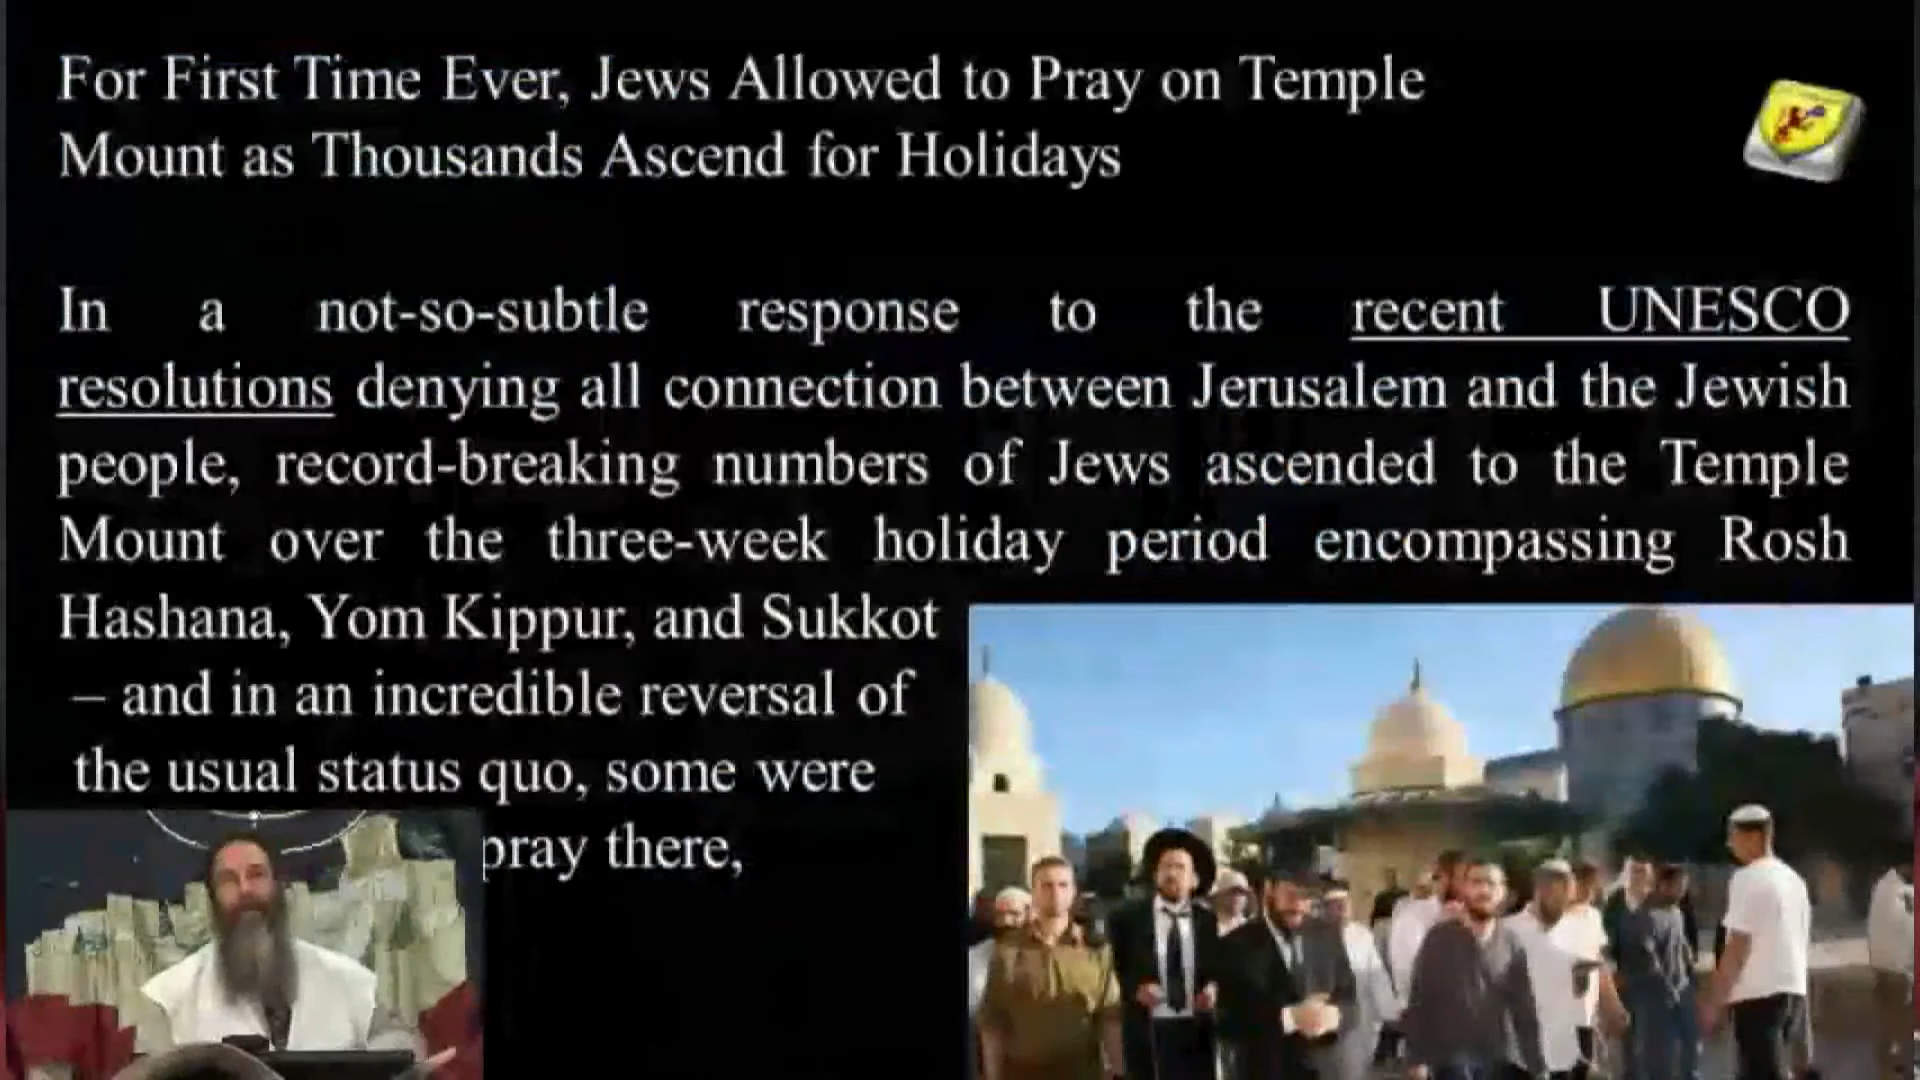 For First Time Ever, Jews Allowed to Pray on Temple
Mount as Thousands Ascend for Holidays
In a not-so-subtle response to the recent UNESCO
resolutions denying all connection between Jerusalem and the Jewish
people, record-breaking numbers of Jews ascended to the Temple
Mount over the three-week holiday period encompassing Rosh
Hashana, Yom Kippur, and Sukkot
– and in an incredible reversal of
the usual status quo, some were
pray there,